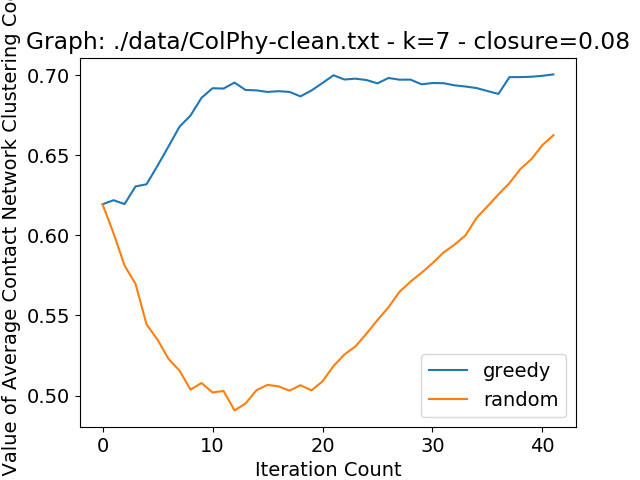 Graph: ./data/ColPhy-clean.txt - k=7 - closure=0.08
Value of Average Contact Network Clustering
0.70
0.65
0.60
0.55
0.50
0
10
20
30
40
Iteration Count
greedy
random